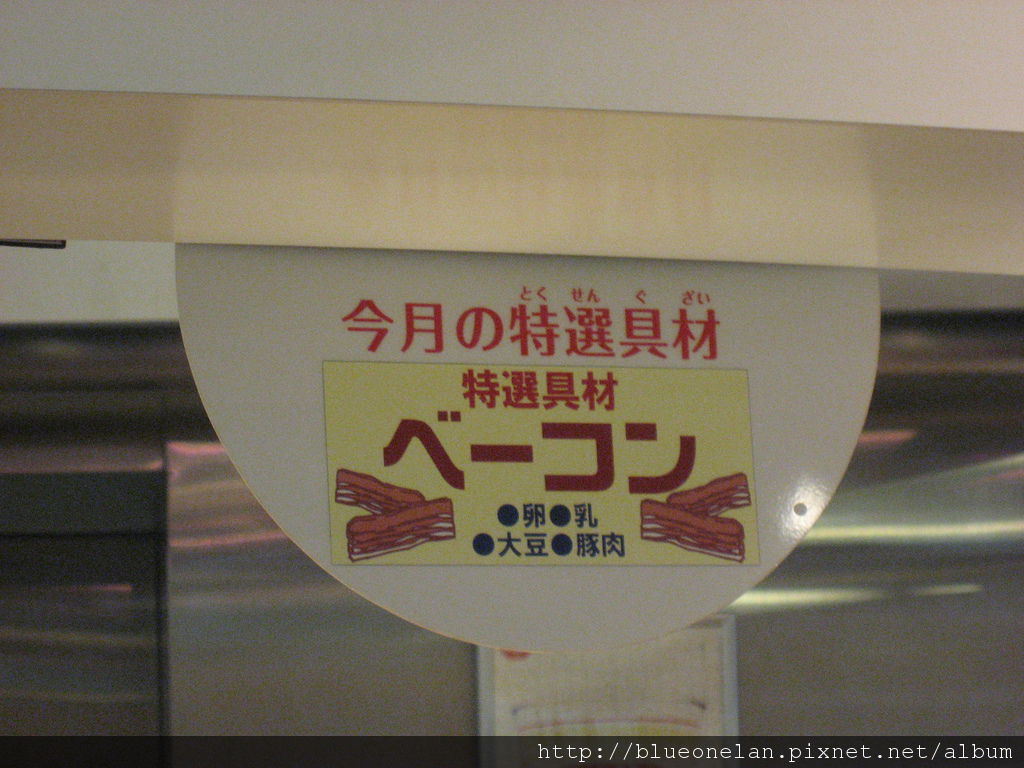 とく せん ぐ ざい
今月の特選具材
特選具材
ベーコン
●卵●乳
●大豆●豚肉
http://blueonelan.pixnet.net/album